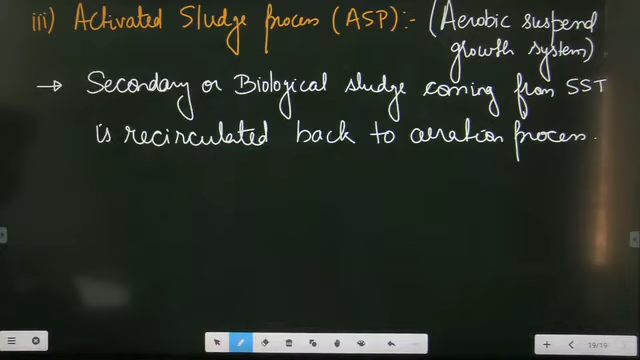 iii) Activated Sludge process (ASP):- (Aerobic suspend
growth system)
→ Secondary or Biological sludge coming from SST
is recirculated back to aeration process.
19/19